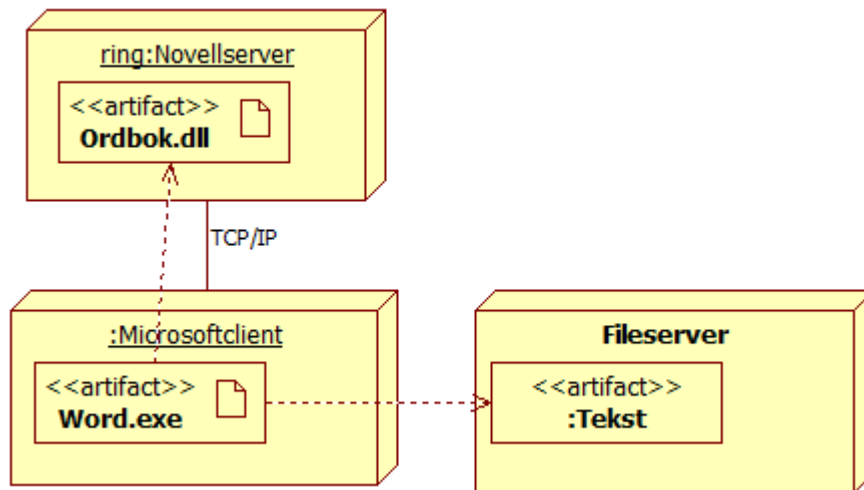 ring:Novellserver
<<artifact>>
Ordbok.dll
TCP/IP
:Microsoftclient
<<artifact>>
Word.exe
Fileserver
<<artifact>>
:Tekst